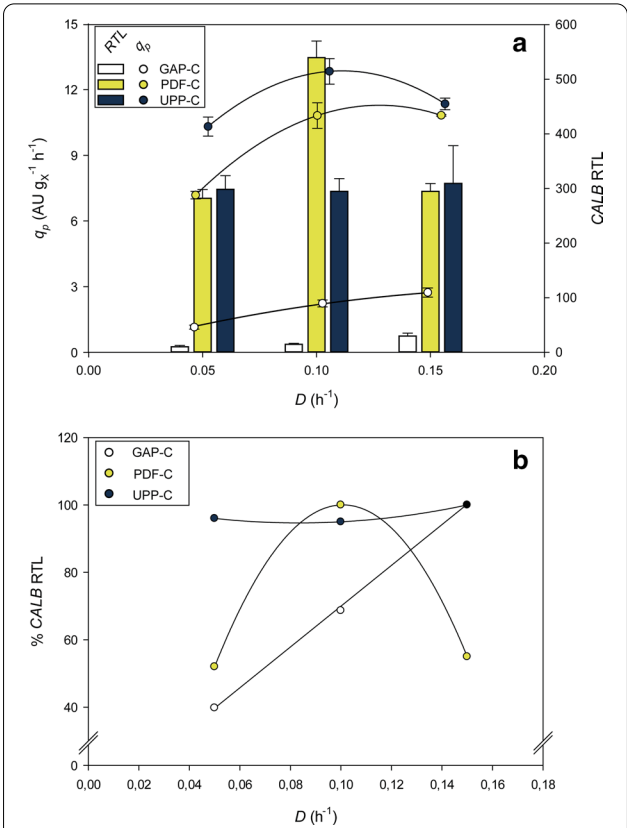 a
RTL qp
GAP-C
PDF-C
UPP-C
15
12
9
6
3
0
qp (AU gX-1 h-1)
600
500
400
300
200
100
0
CALB RTL
0.00 0.05 0.10 0.15 0.20
D (h-1)
b
GAP-C
PDF-C
UPP-C
120
100
80
60
40
0
% CALB RTL
0,00 0,02 0,04 0,06 0,08 0,10 0,12 0,14 0,16 0,18
D (h-1)